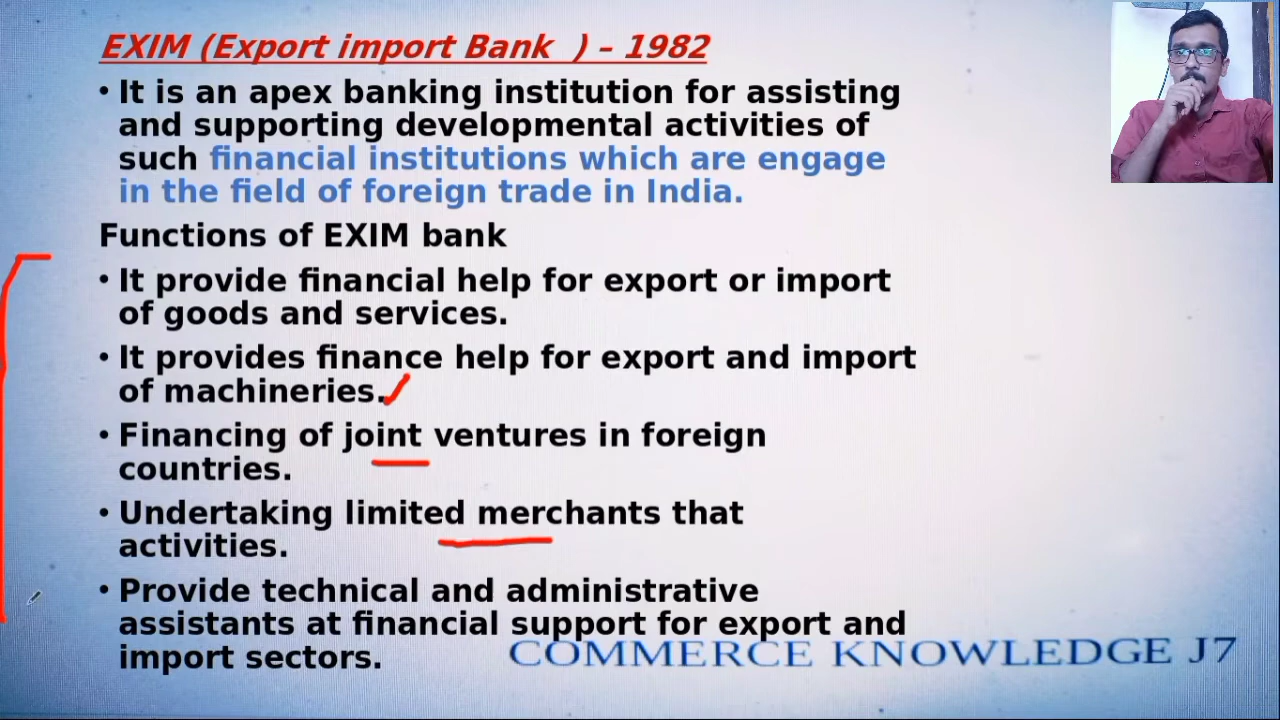 EXIM (Export import Bank  ) – 1982
• It is an apex banking institution for assisting
and supporting developmental activities of
such financial institutions which are engage
in the field of foreign trade in India.
Functions of EXIM bank
• It provide financial help for export or import
of goods and services.
• It provides finance help for export and import
of machineries.
• Financing of joint ventures in foreign
countries.
• Undertaking limited merchants that
activities.
• Provide technical and administrative
assistants at financial support for export and
import sectors.
COMMERCE KNOWLEDGE J7